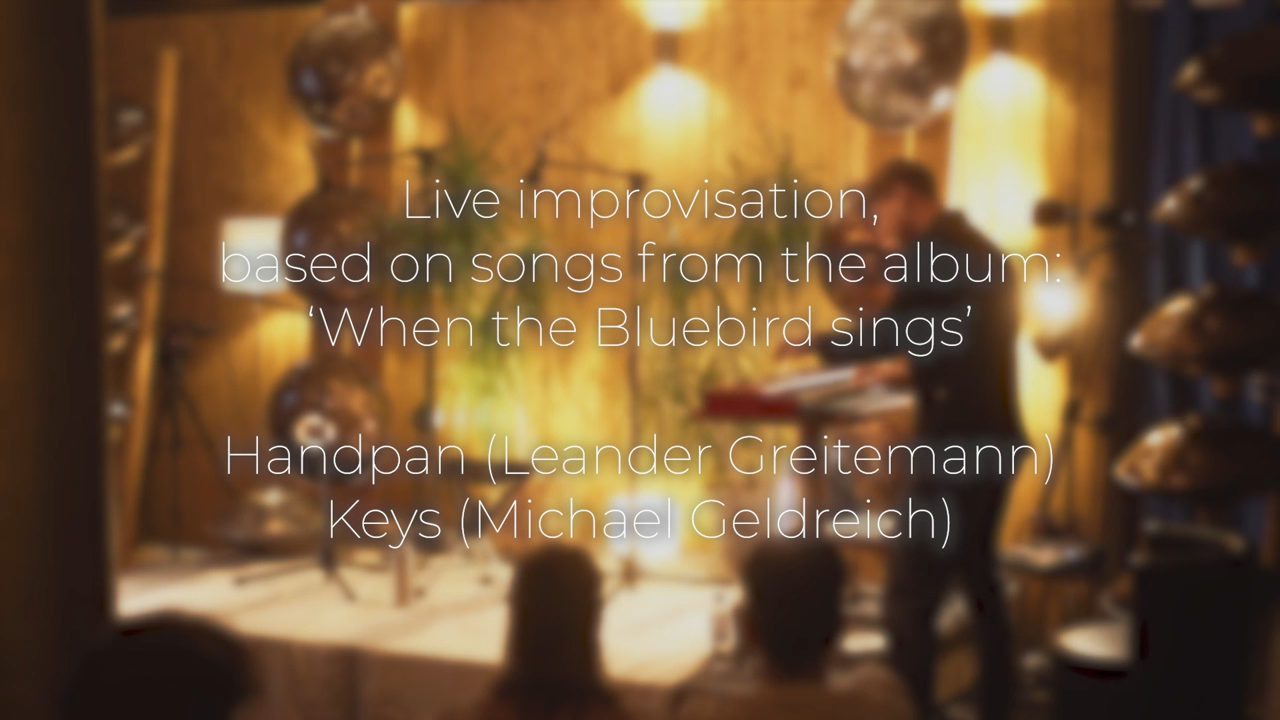 Live improvisation,
based on songs from the album:
‘When the Bluebird sings’
Handpan (Leander Greitemann)
Keys (Michael Geldreich)